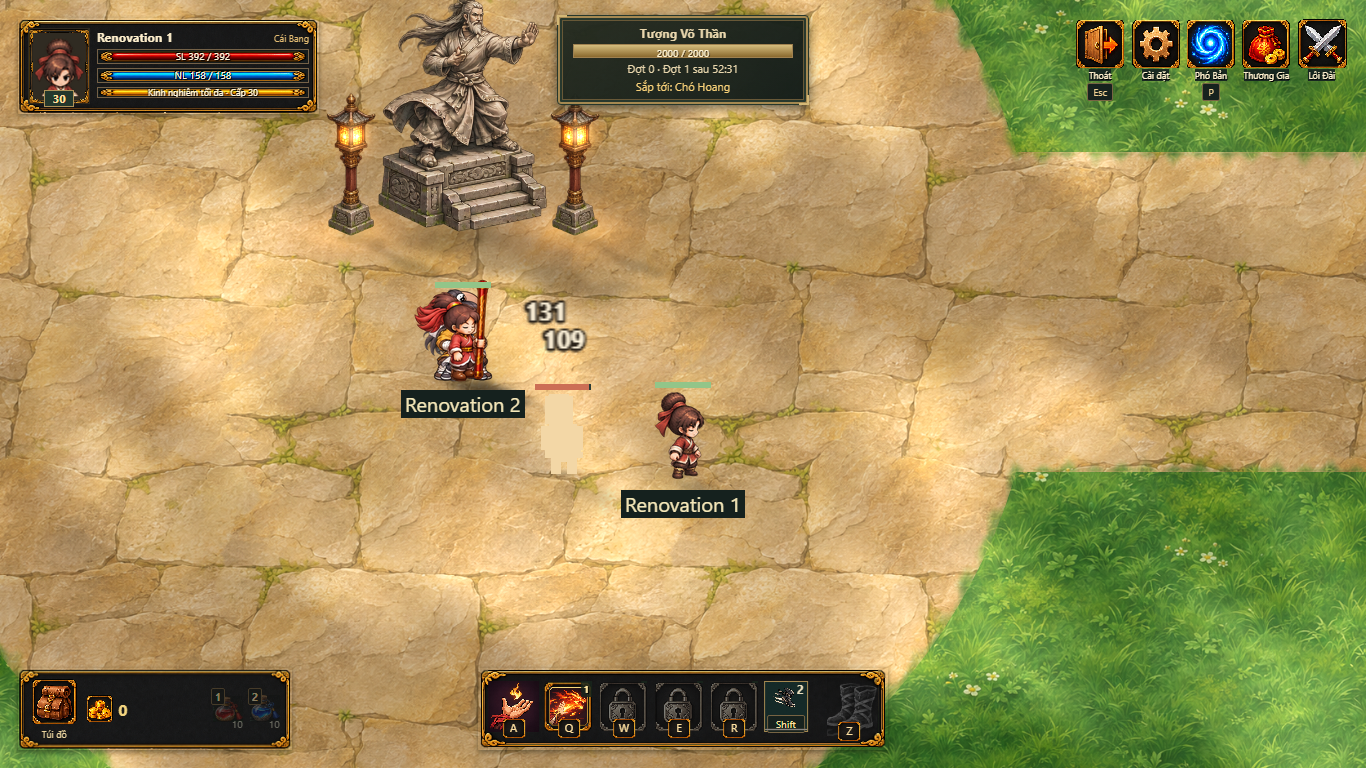 Renovation 1
Cái Bang
SL 392 / 392
NL 158 / 158
Kinh nghiệm tối đa - Cấp 30
30
Tượng Võ Thần
2000 / 2000
Đợt 0 - Đợt 1 sau 52:31
Sắp tới: Chó Hoang
Thoát
Cài đặt
Phó Bản
Thương Gia
Lôi Đài
Esc
P
131
109
Renovation 2
Renovation 1
Túi đồ
0
1
10
2
10
A
1
Q
W
E
R
2
Shift
Z